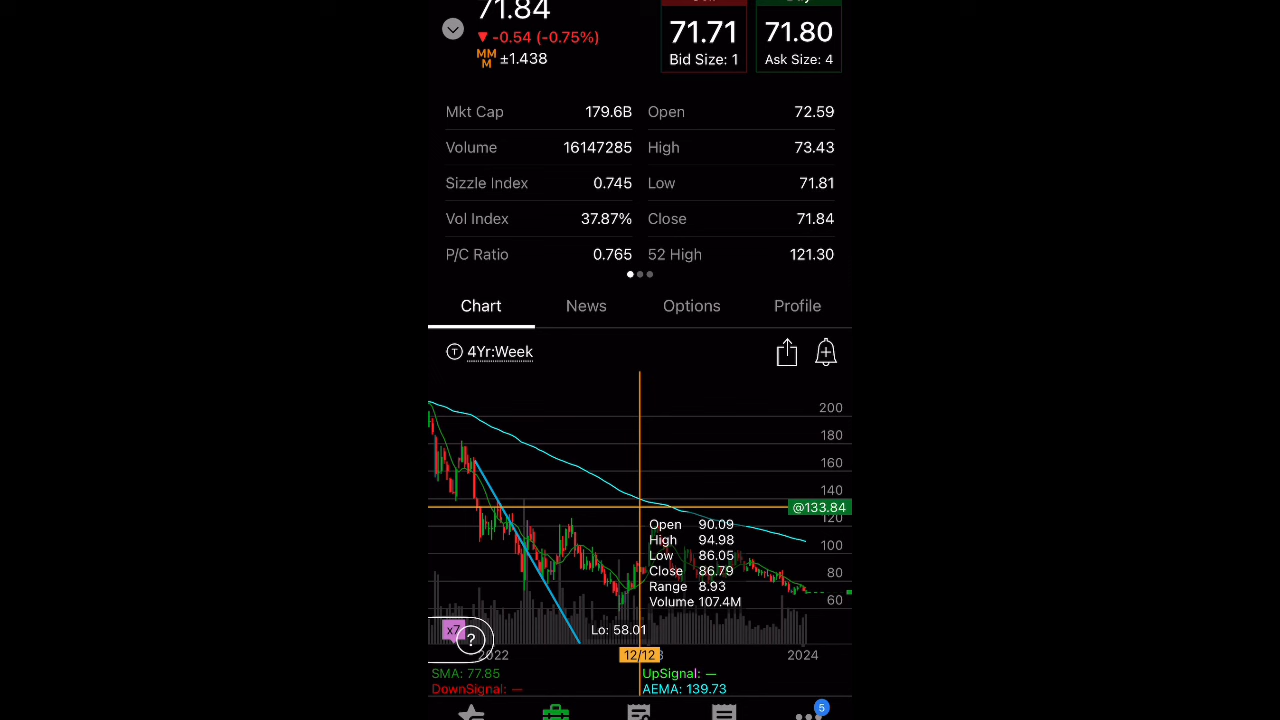 71.84
▼ -0.54 (-0.75%)
MM
M ±1.438
71.71
Bid Size: 1
71.80
Ask Size: 4
Mkt Cap 179.6B Open 72.59
Volume 16147285 High 73.43
Sizzle Index 0.745 Low 71.81
Vol Index 37.87% Close 71.84
P/C Ratio 0.765 52 High 121.30
Chart News Options Profile
T 4Yr:Week
200
180
160
140
@133.84
120
100
80
60
Open 90.09
High 94.98
Low 86.05
Close 86.79
Range 8.93
Volume 107.4M
Lo: 58.01
x7 ?
2022 12/12 2024
SMA: 77.85 UpSignal: —
DownSignal: — AEMA: 139.73
5